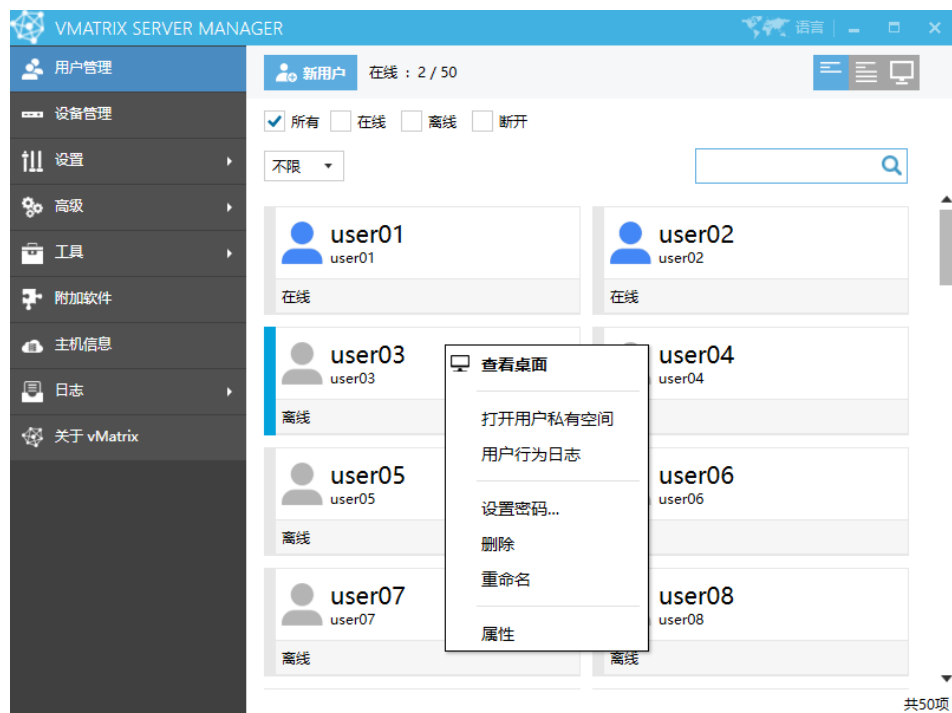 VMATRIX SERVER MANAGER
语言
用户管理
设备管理
设置
高级
工具
附加软件
主机信息
日志
关于 vMatrix
新用户
在线：2 / 50
所有 在线 离线 断开
不限
user01
user01
在线
user02
user02
在线
user03
user03
离线
user04
user04
查看桌面
打开用户私有空间
用户行为日志
设置密码...
删除
重命名
属性
user05
user05
离线
user06
user06
user07
user07
离线
user08
user08
离线
共50项